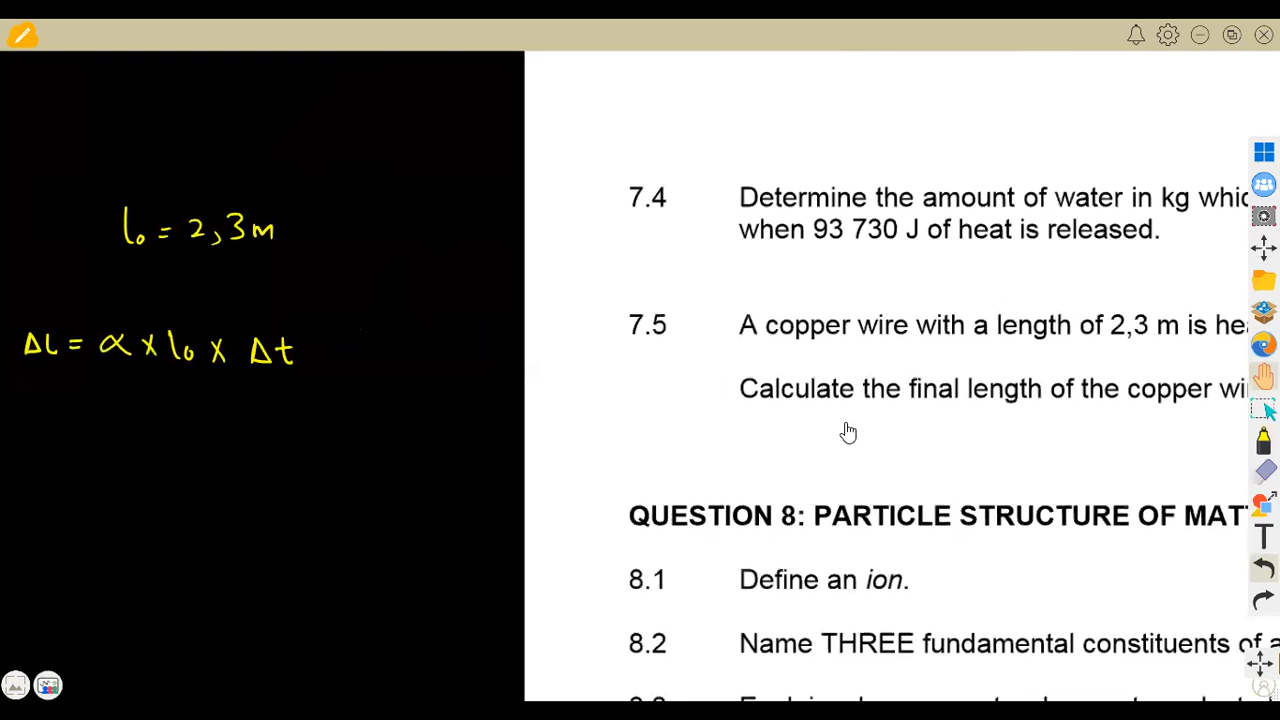 l₀ = 2,3m
Δl = α × l₀ × Δt
7.4 Determine the amount of water in kg
when 93 730 J of heat is released.
7.5 A copper wire with a length of 2,3 m is
Calculate the final length of the copper
QUESTION 8: PARTICLE STRUCTURE OF
8.1 Define an ion.
8.2 Name THREE fundamental constituents of
T